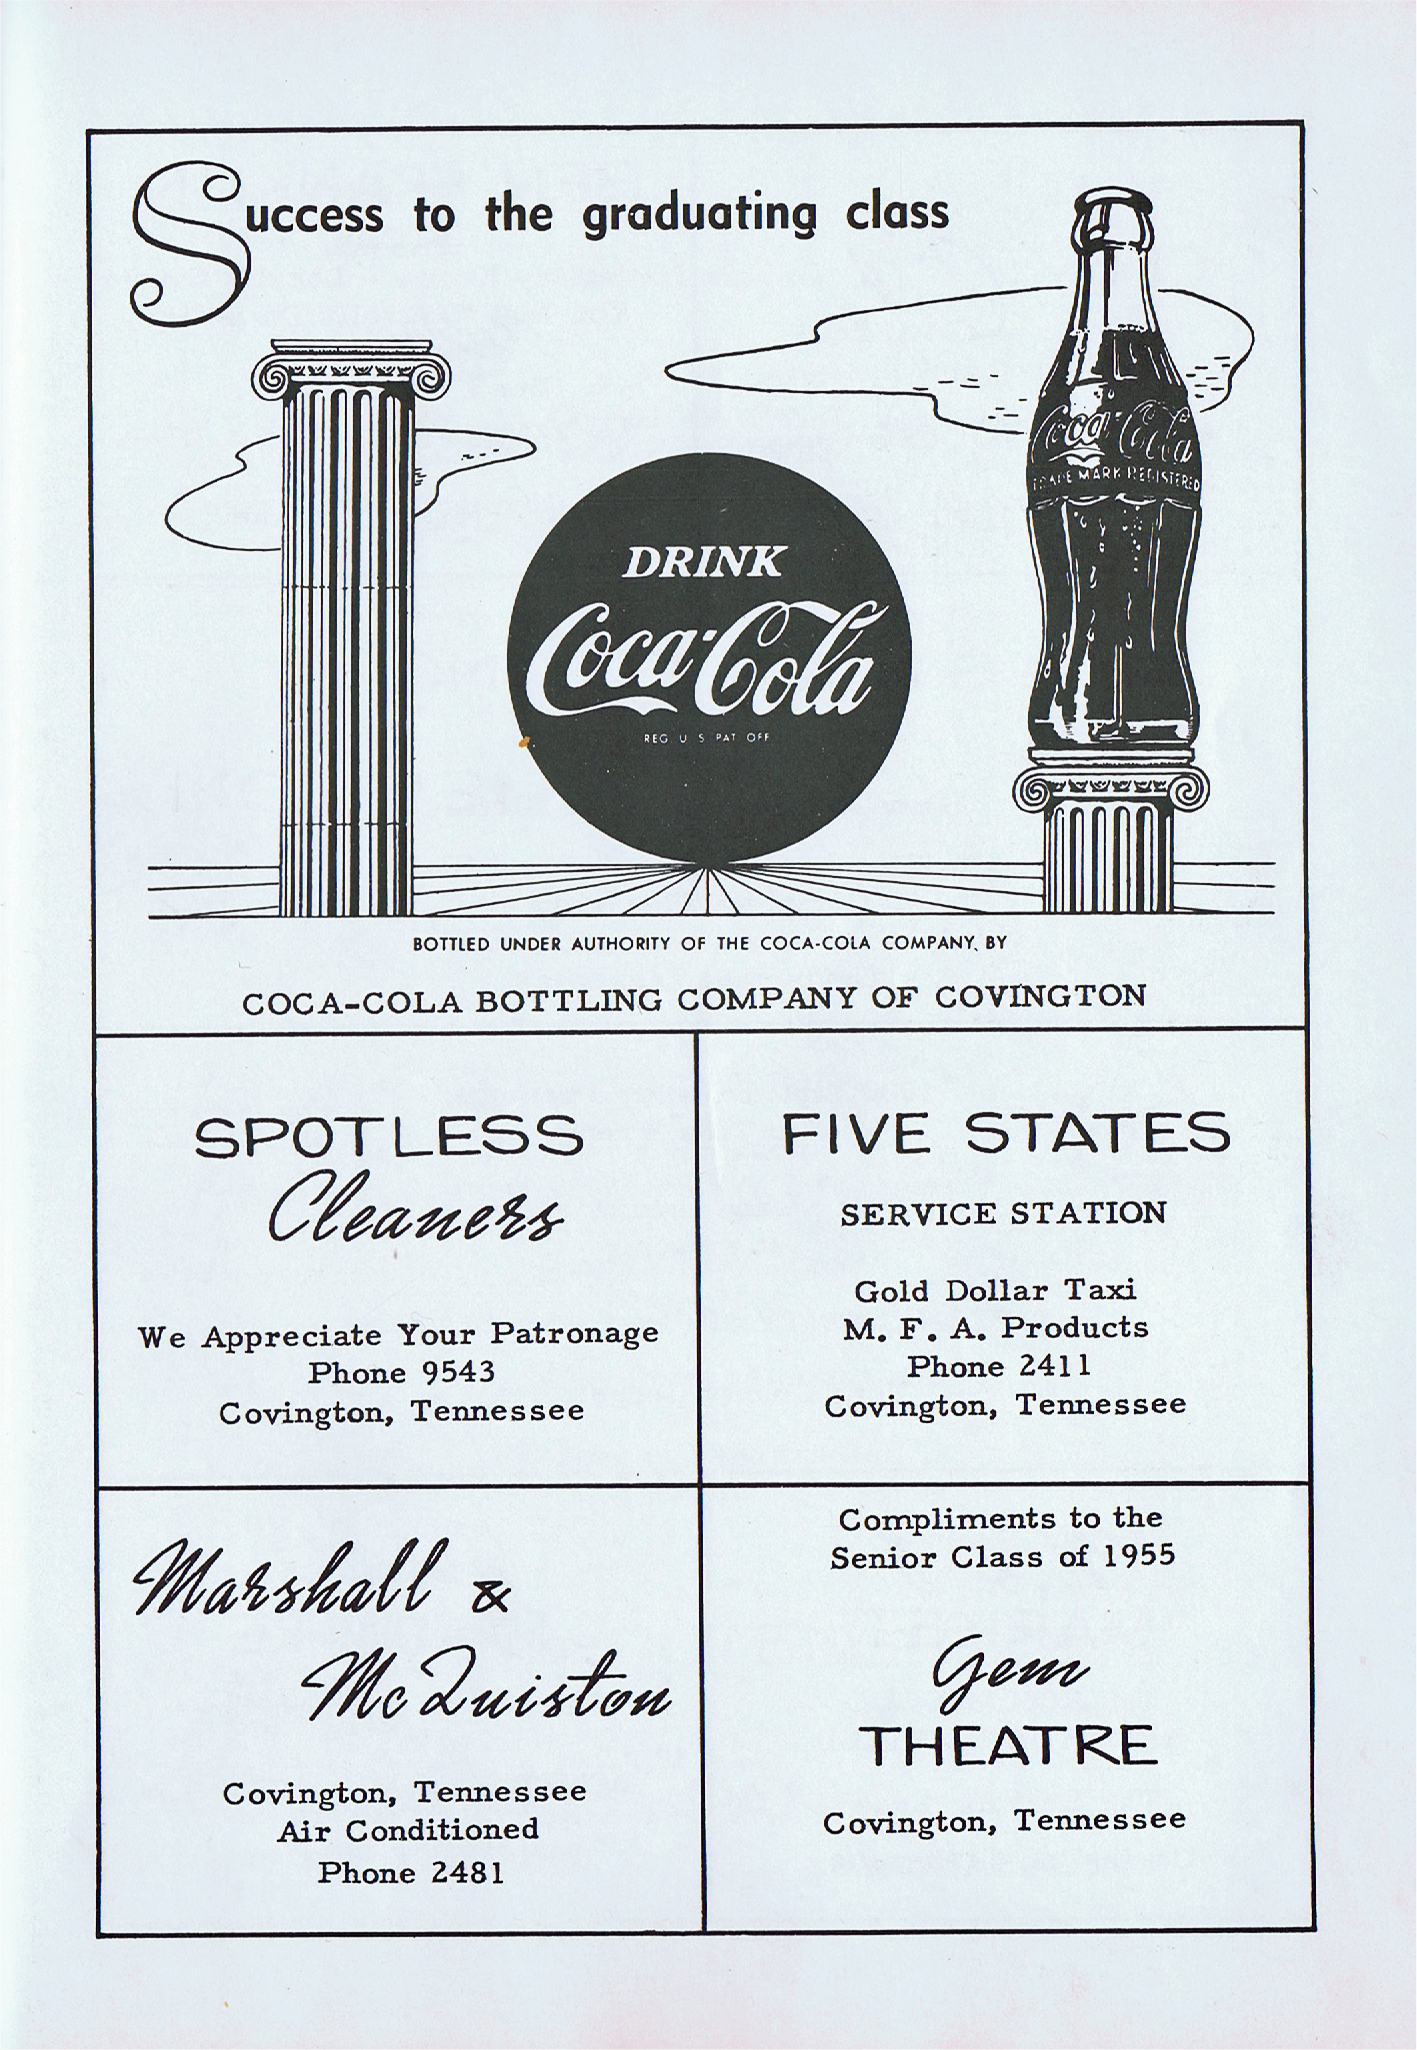 Success to the graduating class
Coca-Cola
TRADE MARK REGISTERED
DRINK
Coca-Cola
REG U S PAT OFF
BOTTLED UNDER AUTHORITY OF THE COCA-COLA COMPANY, BY
COCA-COLA BOTTLING COMPANY OF COVINGTON
SPOTLESS
Cleaners
We Appreciate Your Patronage
Phone 9543
Covington, Tennessee
FIVE STATES
SERVICE STATION
Gold Dollar Taxi
M. F. A. Products
Phone 2411
Covington, Tennessee
Marshall &
McQuiston
Covington, Tennessee
Air Conditioned
Phone 2481
Compliments to the
Senior Class of 1955
Gem
THEATRE
Covington, Tennessee